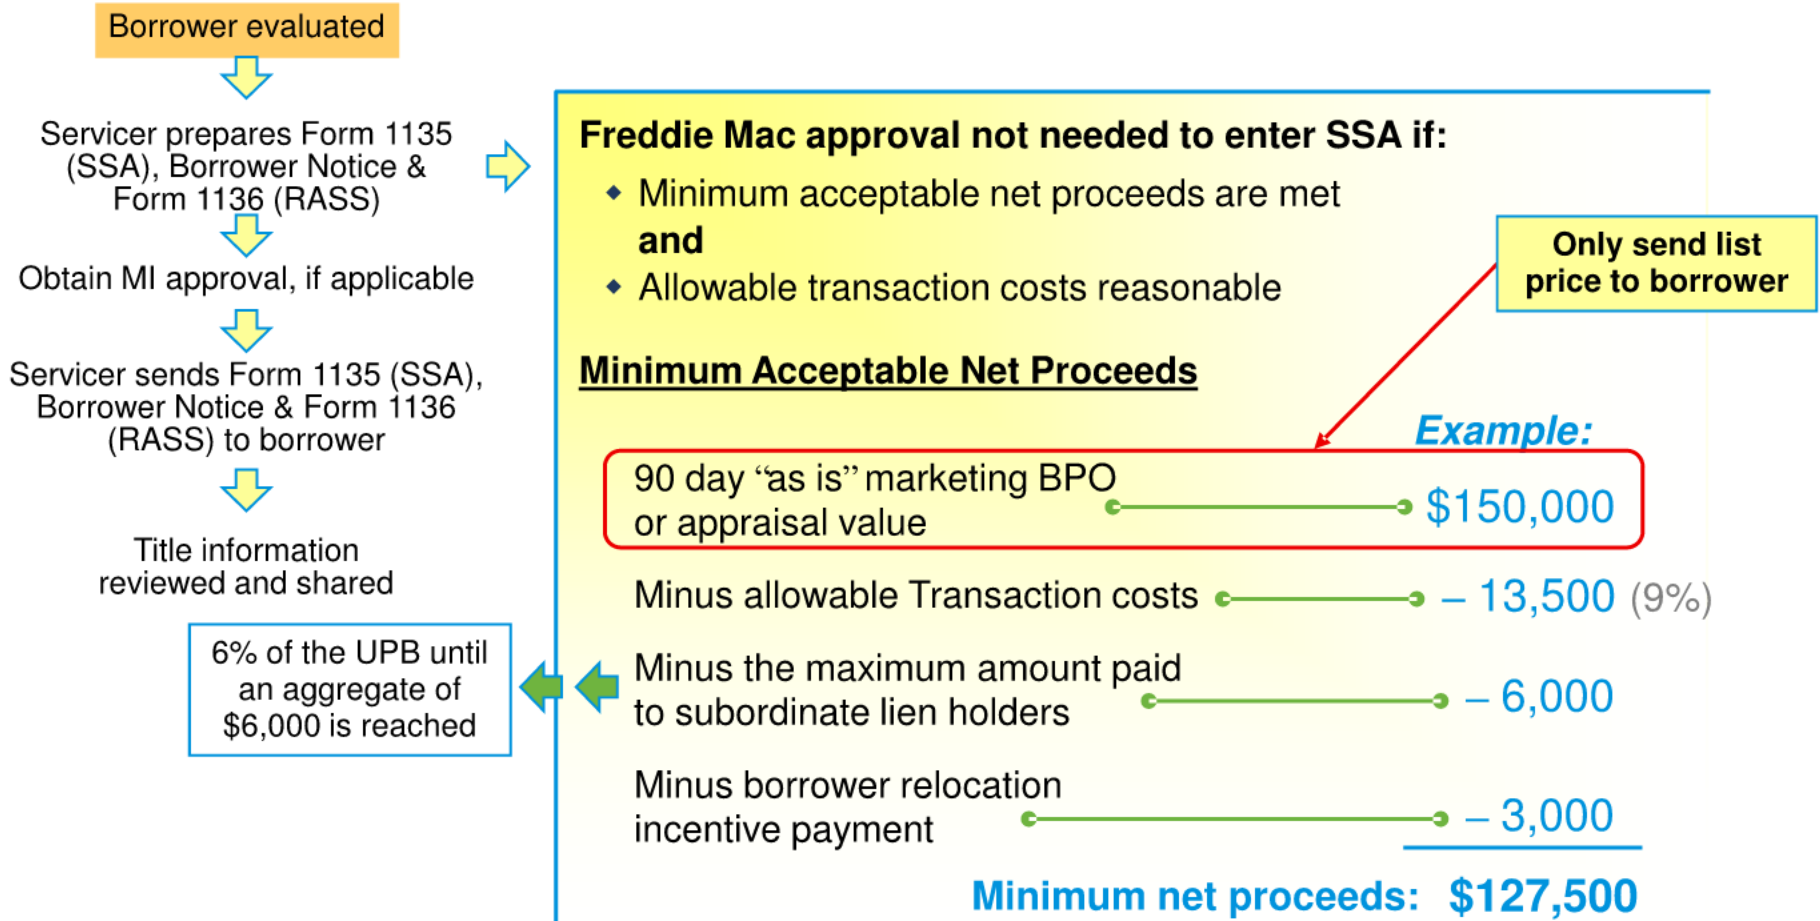 Borrower evaluated
Servicer prepares Form 1135
(SSA), Borrower Notice &
Form 1136 (RASS)
Obtain MI approval, if applicable
Servicer sends Form 1135 (SSA),
Borrower Notice & Form 1136
(RASS) to borrower
Title information
reviewed and shared
6% of the UPB until
an aggregate of
$6,000 is reached
Freddie Mac approval not needed to enter SSA if:
◆ Minimum acceptable net proceeds are met
and
◆ Allowable transaction costs reasonable
Only send list
price to borrower
Minimum Acceptable Net Proceeds
Example:
90 day “as is” marketing BPO
or appraisal value
$150,000
Minus allowable Transaction costs – 13,500 (9%)
Minus the maximum amount paid
to subordinate lien holders
– 6,000
Minus borrower relocation
incentive payment
– 3,000
Minimum net proceeds: $127,500